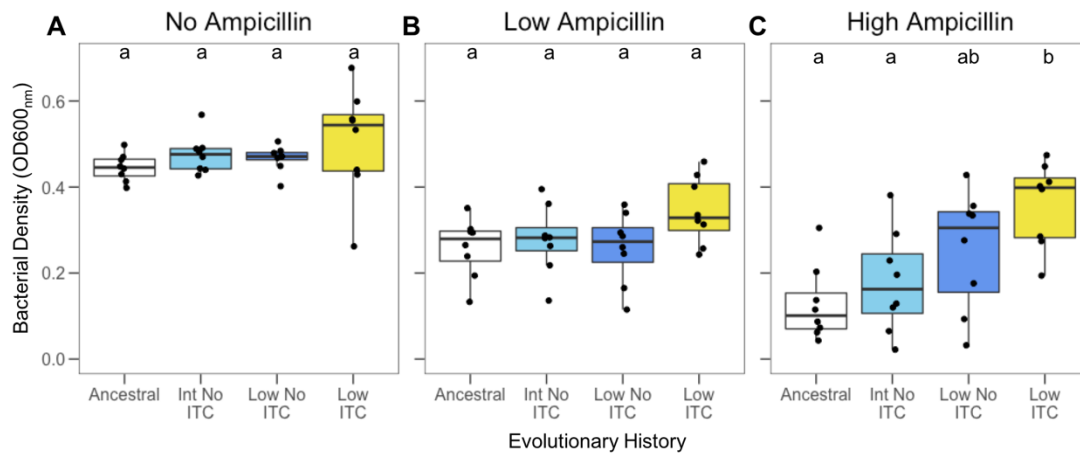 A No Ampicillin
B Low Ampicillin
C High Ampicillin
a a a a
a a a a
a a ab b
Bacterial Density (OD600nm)
0.6
0.4
0.2
0.0
Ancestral Int No ITC Low No ITC Low ITC
Ancestral Int No ITC Low No ITC Low ITC
Ancestral Int No ITC Low No ITC Low ITC
Evolutionary History